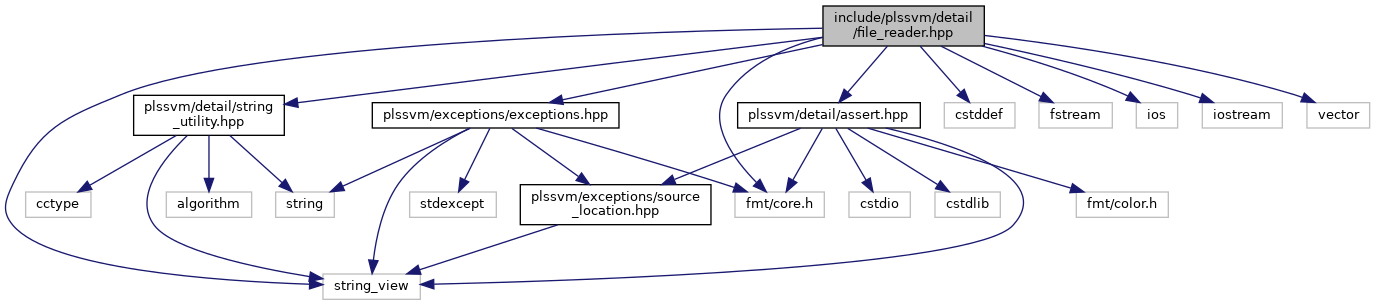 include/plssvm/detail
/file_reader.hpp
plssvm/detail/string
_utility.hpp
plssvm/exceptions/exceptions.hpp
plssvm/detail/assert.hpp
cstddef
fstream
ios
iostream
vector
cctype
algorithm
string
stdexcept
plssvm/exceptions/source
_location.hpp
fmt/core.h
cstdio
cstdlib
fmt/color.h
string_view